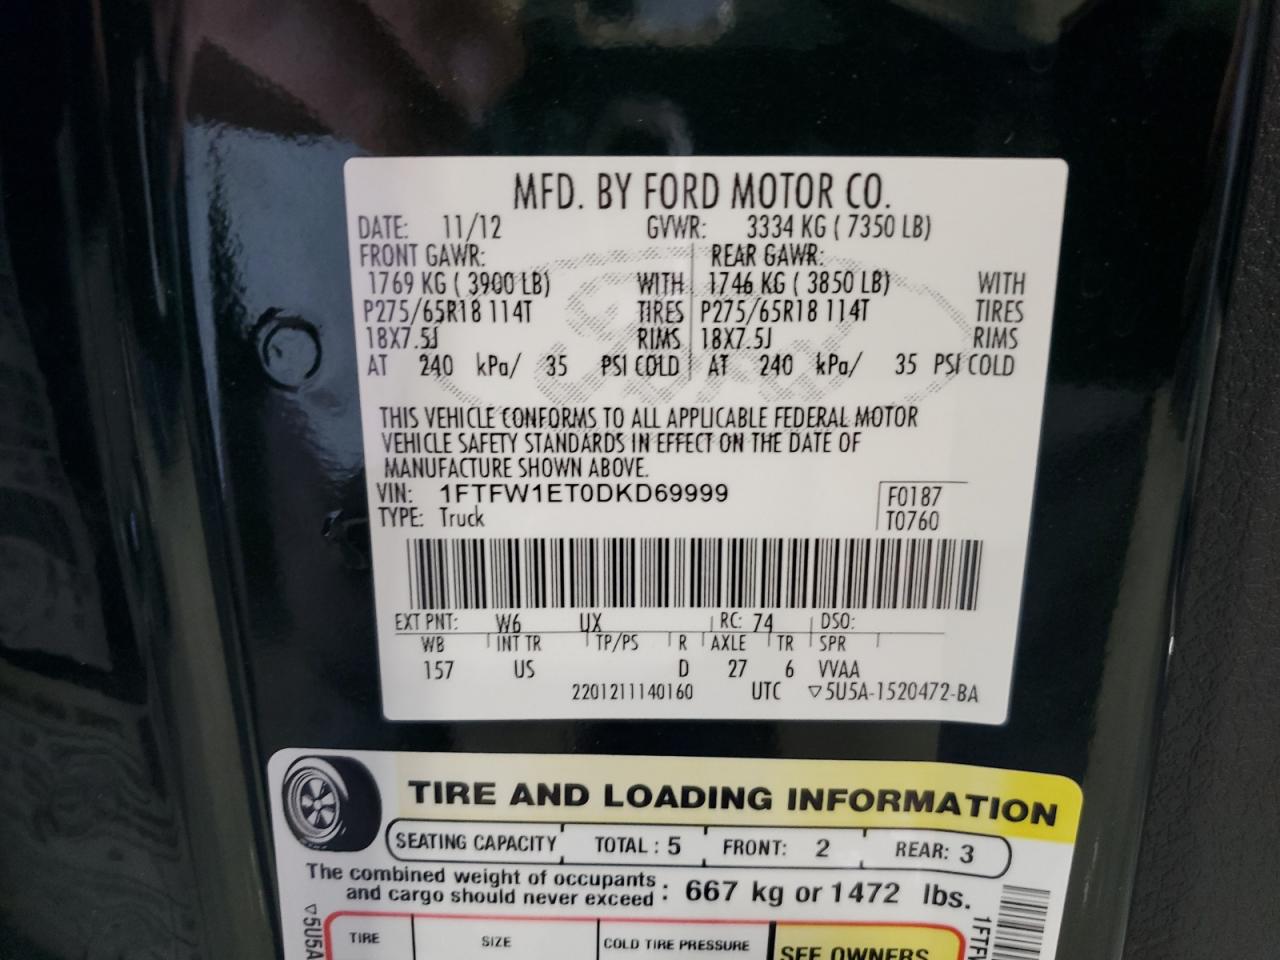 MFD. BY FORD MOTOR CO.
DATE: 11/12 GVWR: 3334 KG ( 7350 LB)
FRONT GAWR: REAR GAWR:
1769 KG ( 3900 LB) WITH 1746 KG ( 3850 LB) WITH
P275/65R18 114T TIRES P275/65R18 114T TIRES
18X7.5J RIMS 18X7.5J RIMS
AT 240 kPa/ 35 PSI COLD AT 240 kPa/ 35 PSI COLD
THIS VEHICLE CONFORMS TO ALL APPLICABLE FEDERAL MOTOR
VEHICLE SAFETY STANDARDS IN EFFECT ON THE DATE OF
MANUFACTURE SHOWN ABOVE.
VIN: 1FTFW1ET0DKD69999 F0187
TYPE: Truck T0760
EXT PNT: W6 UX RC: 74 DSO:
WB INT TR TP/PS R AXLE TR SPR
157 US D 27 6 VVAA
2201211140160 UTC ▽5U5A-1520472-BA
TIRE AND LOADING INFORMATION
SEATING CAPACITY TOTAL : 5 FRONT: 2 REAR: 3
The combined weight of occupants
and cargo should never exceed : 667 kg or 1472 lbs.
TIRE SIZE COLD TIRE PRESSURE SEE OWNERS
▽5U5A
1FTF